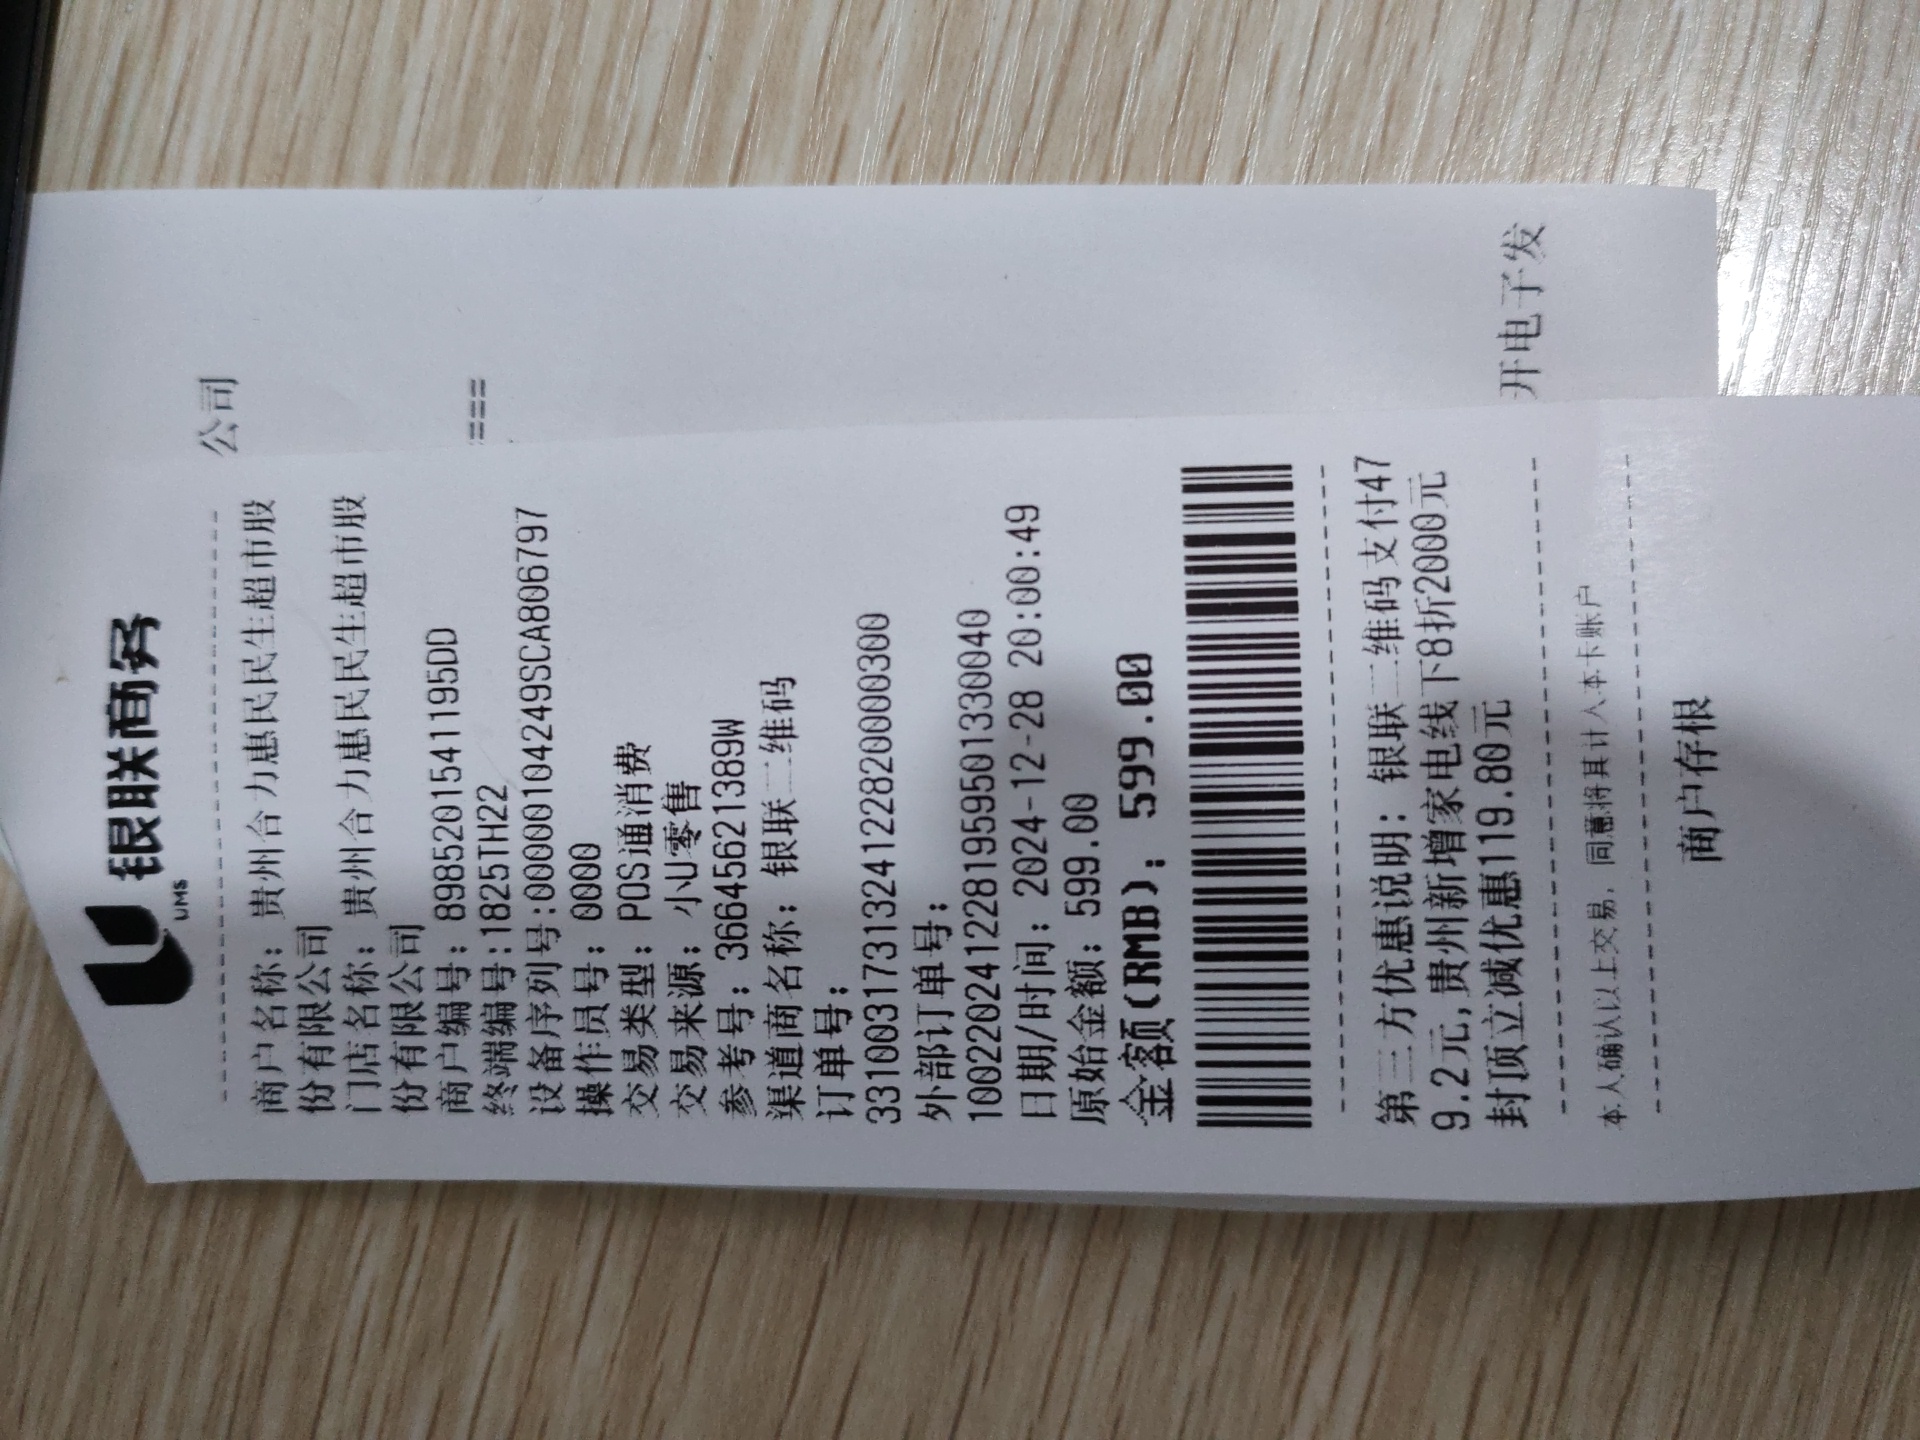 银联商务
UMS
商户名称：贵州合力惠民民生超市股
份有限公司
门店名称：贵州合力惠民民生超市股
份有限公司
商户编号：8985201541195DD
终端编号:1825TH22
设备序列号:00000104249SCA806797
操作员号：0000
交易类型：POS通消费
交易来源：小U零售
参考号：36645621389W
渠道商名称：银联二维码
订单号：
33100317313241228200000300
外部订单号：
10022024122819595013300­40
日期/时间：2024-12-28 20:00:49
原始金额：599.00
金额(RMB)：599.00
第三方优惠说明：银联二维码支付47
9.2元,贵州新增家电线下8折2000元
封顶立减优惠119.80元
本人确认以上交易，同意将其计入本卡账户
商户存根
公司
====
开电子发